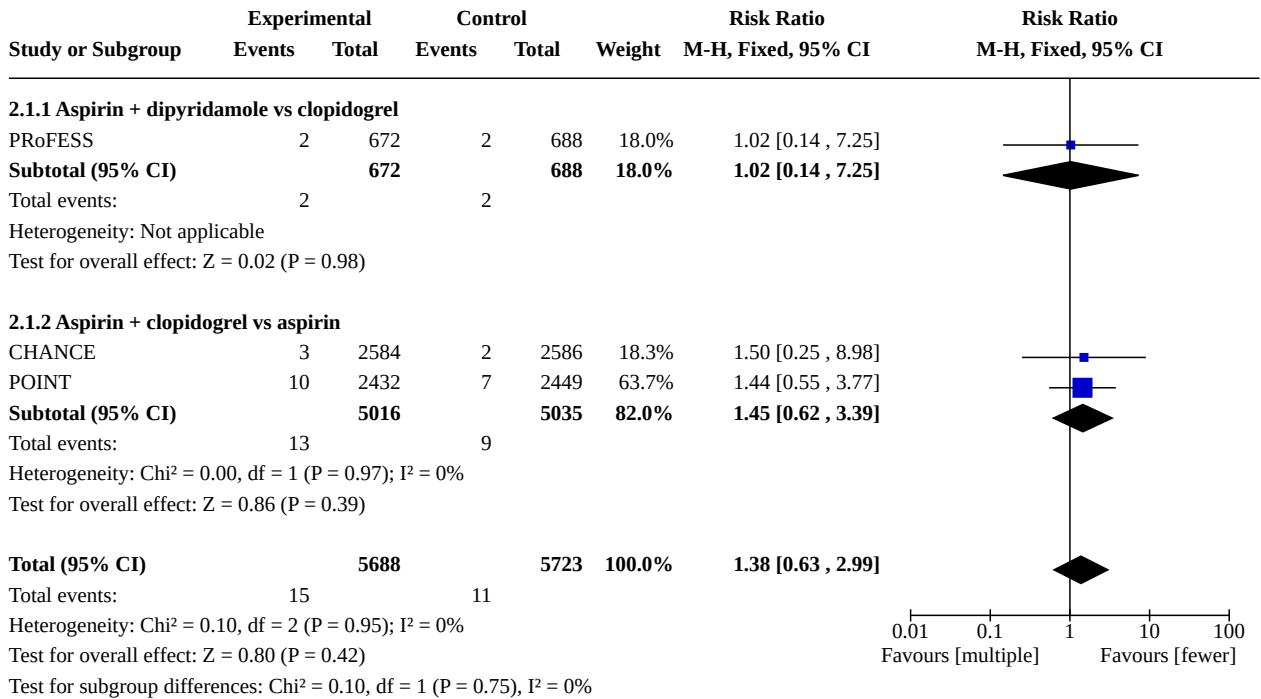 Experimental Control Risk Ratio Risk Ratio
Study or Subgroup Events Total Events Total Weight M-H, Fixed, 95% CI M-H, Fixed, 95% CI
2.1.1 Aspirin + dipyridamole vs clopidogrel
PRoFESS 2 672 2 688 18.0% 1.02 [0.14 , 7.25]
Subtotal (95% CI) 672 688 18.0% 1.02 [0.14 , 7.25]
Total events: 2 2
Heterogeneity: Not applicable
Test for overall effect: Z = 0.02 (P = 0.98)
2.1.2 Aspirin + clopidogrel vs aspirin
CHANCE 3 2584 2 2586 18.3% 1.50 [0.25 , 8.98]
POINT 10 2432 7 2449 63.7% 1.44 [0.55 , 3.77]
Subtotal (95% CI) 5016 5035 82.0% 1.45 [0.62 , 3.39]
Total events: 13 9
Heterogeneity: Chi² = 0.00, df = 1 (P = 0.97); I² = 0%
Test for overall effect: Z = 0.86 (P = 0.39)
Total (95% CI) 5688 5723 100.0% 1.38 [0.63 , 2.99]
Total events: 15 11
Heterogeneity: Chi² = 0.10, df = 2 (P = 0.95); I² = 0% 0.01 0.1 1 10 100
Test for overall effect: Z = 0.80 (P = 0.42) Favours [multiple] Favours [fewer]
Test for subgroup differences: Chi² = 0.10, df = 1 (P = 0.75), I² = 0%